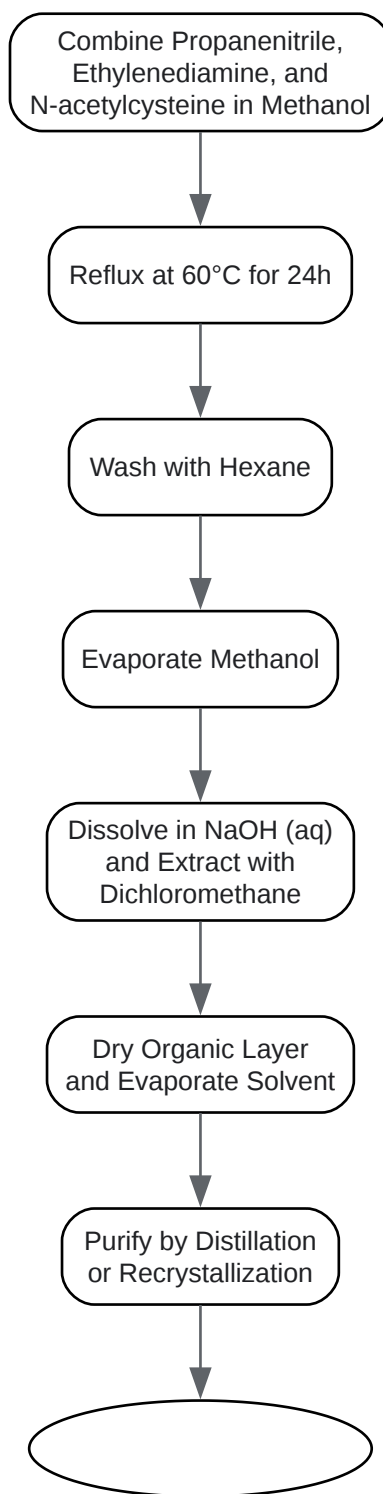 Combine Propanenitrile,
Ethylenediamine, and
N-acetylcysteine in Methanol
Reflux at 60°C for 24h
Wash with Hexane
Evaporate Methanol
Dissolve in NaOH (aq)
and Extract with
Dichloromethane
Dry Organic Layer
and Evaporate Solvent
Purify by Distillation
or Recrystallization